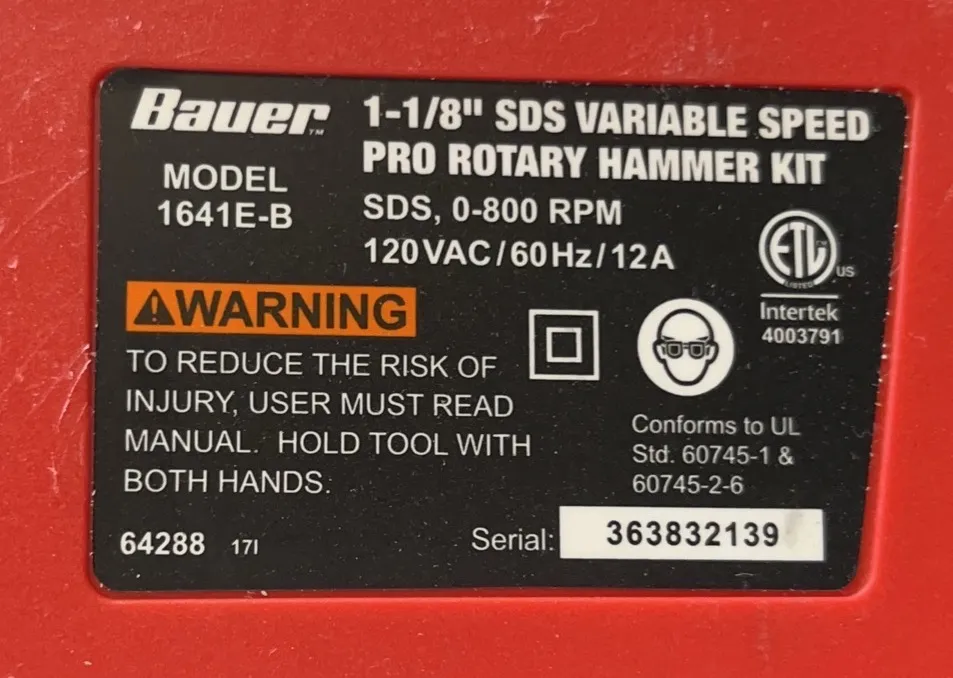 Bauer™
MODEL
1641E-B
1-1/8" SDS VARIABLE SPEED
PRO ROTARY HAMMER KIT
SDS, 0-800 RPM
120VAC/60Hz/12A
ETL
LISTED
US
Intertek
4003791
⚠WARNING
TO REDUCE THE RISK OF
INJURY, USER MUST READ
MANUAL. HOLD TOOL WITH
BOTH HANDS.
Conforms to UL
Std. 60745-1 &
60745-2-6
64288 17I
Serial: 363832139